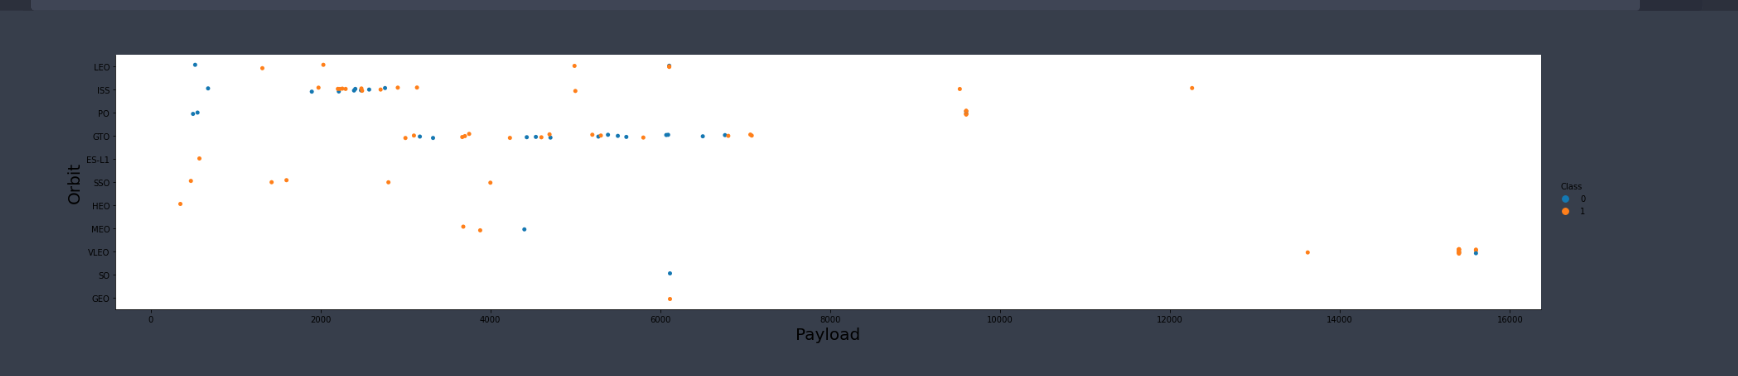 LEO
ISS
PO
GTO
ES-L1
SSO
HEO
MEO
VLEO
SO
GEO
Orbit
0 2000 4000 6000 8000 10000 12000 14000 16000
Payload
Class
0
1